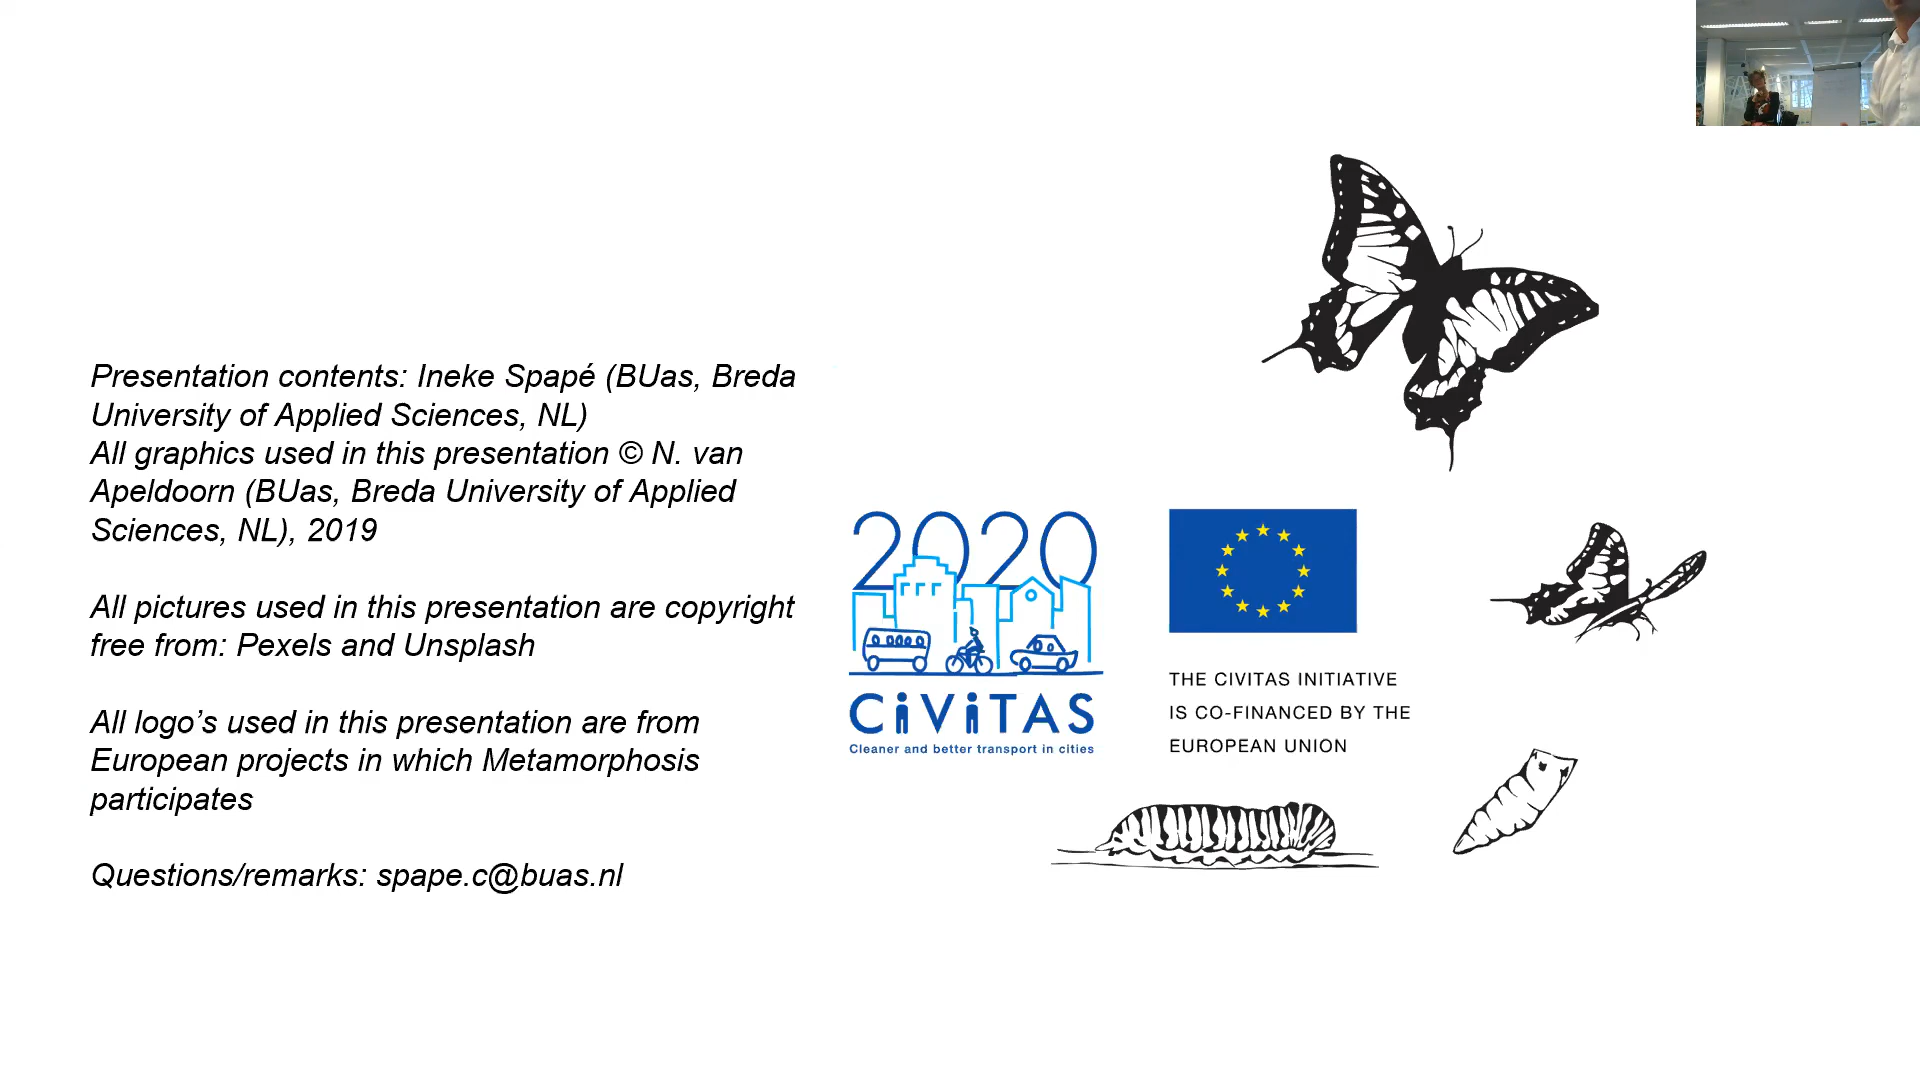 Presentation contents: Ineke Spapé (BUas, Breda
University of Applied Sciences, NL)
All graphics used in this presentation © N. van
Apeldoorn (BUas, Breda University of Applied
Sciences, NL), 2019
All pictures used in this presentation are copyright
free from: Pexels and Unsplash
All logo’s used in this presentation are from
European projects in which Metamorphosis
participates
Questions/remarks: spape.c@buas.nl
2020
CiViTAS
Cleaner and better transport in cities
THE CIVITAS INITIATIVE
IS CO-FINANCED BY THE
EUROPEAN UNION